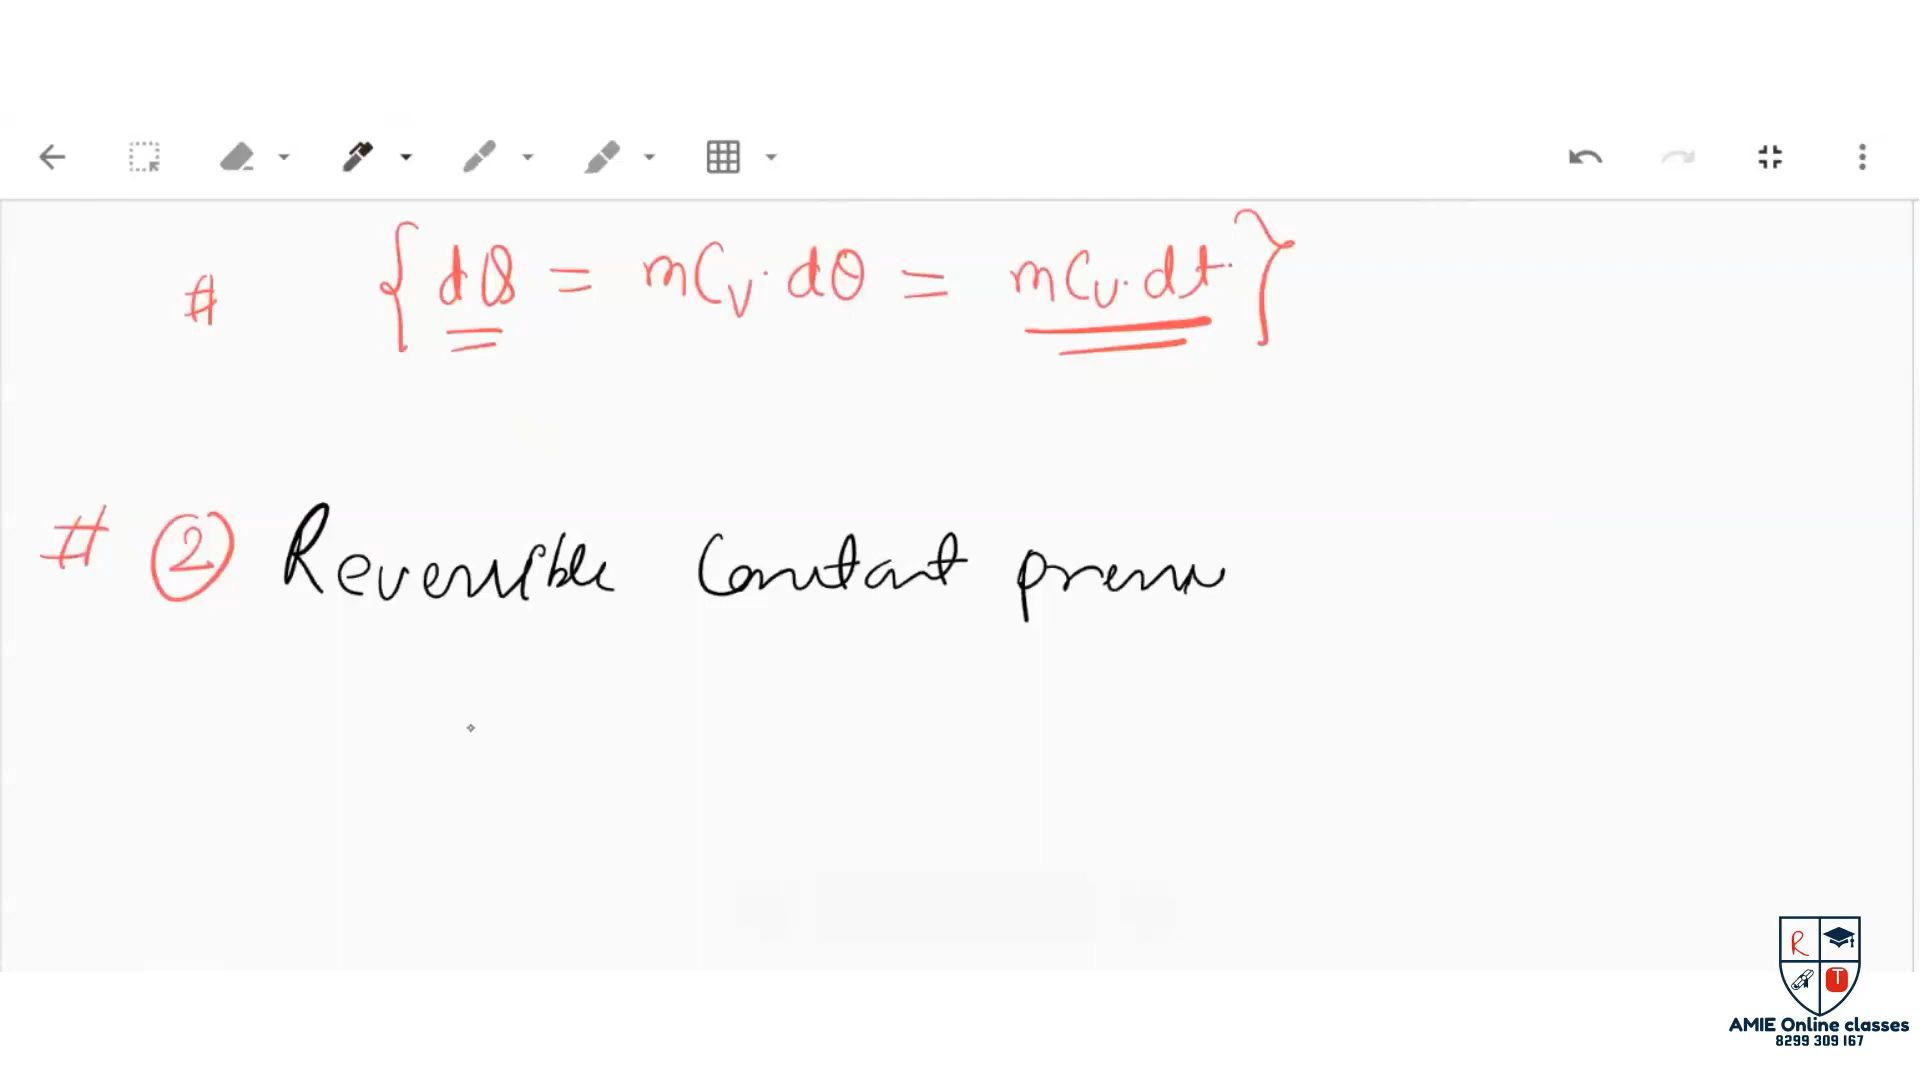 # { dQ = mCv. dθ = mCv. dt. }
# ② Reversible Constant pressure
R
T
AMIE Online classes
8299 309 167